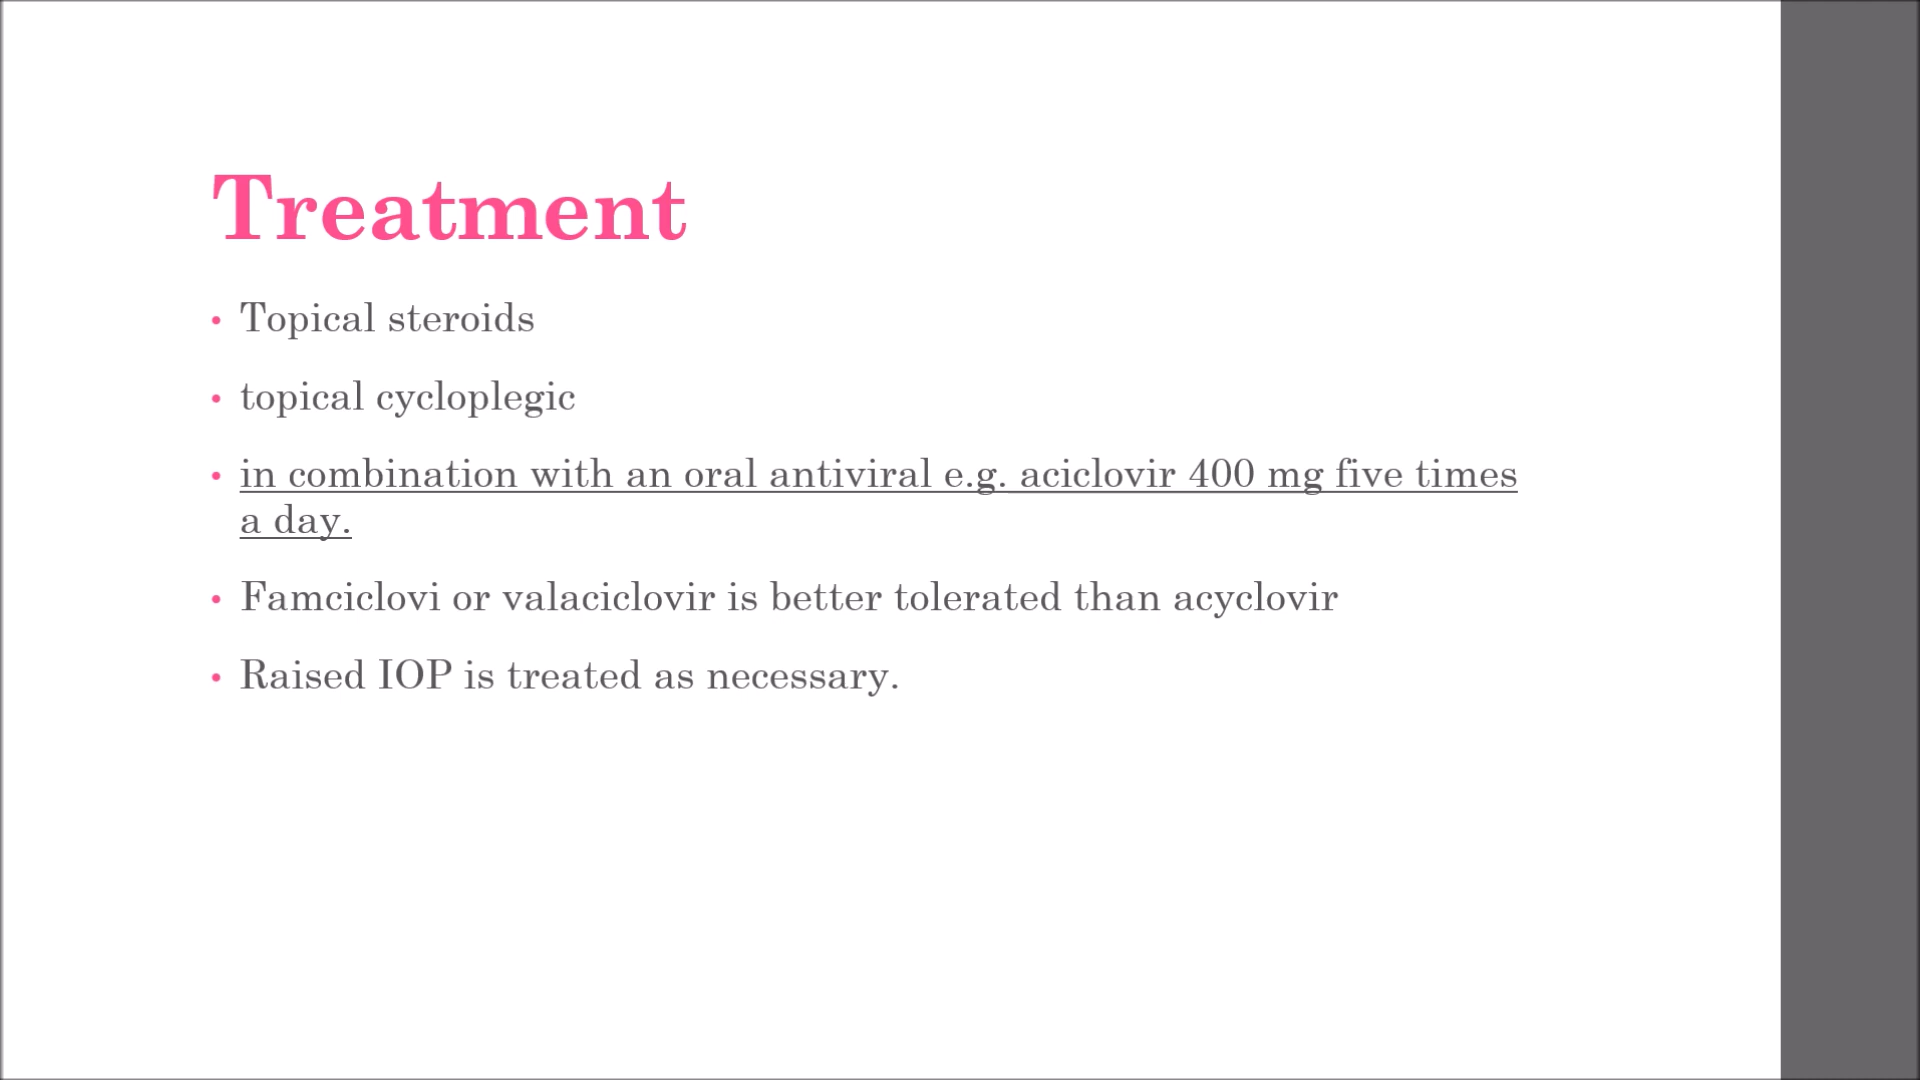 Treatment
• Topical steroids
• topical cycloplegic
• in combination with an oral antiviral e.g. aciclovir 400 mg five times
a day.
• Famciclovi or valaciclovir is better tolerated than acyclovir
• Raised IOP is treated as necessary.